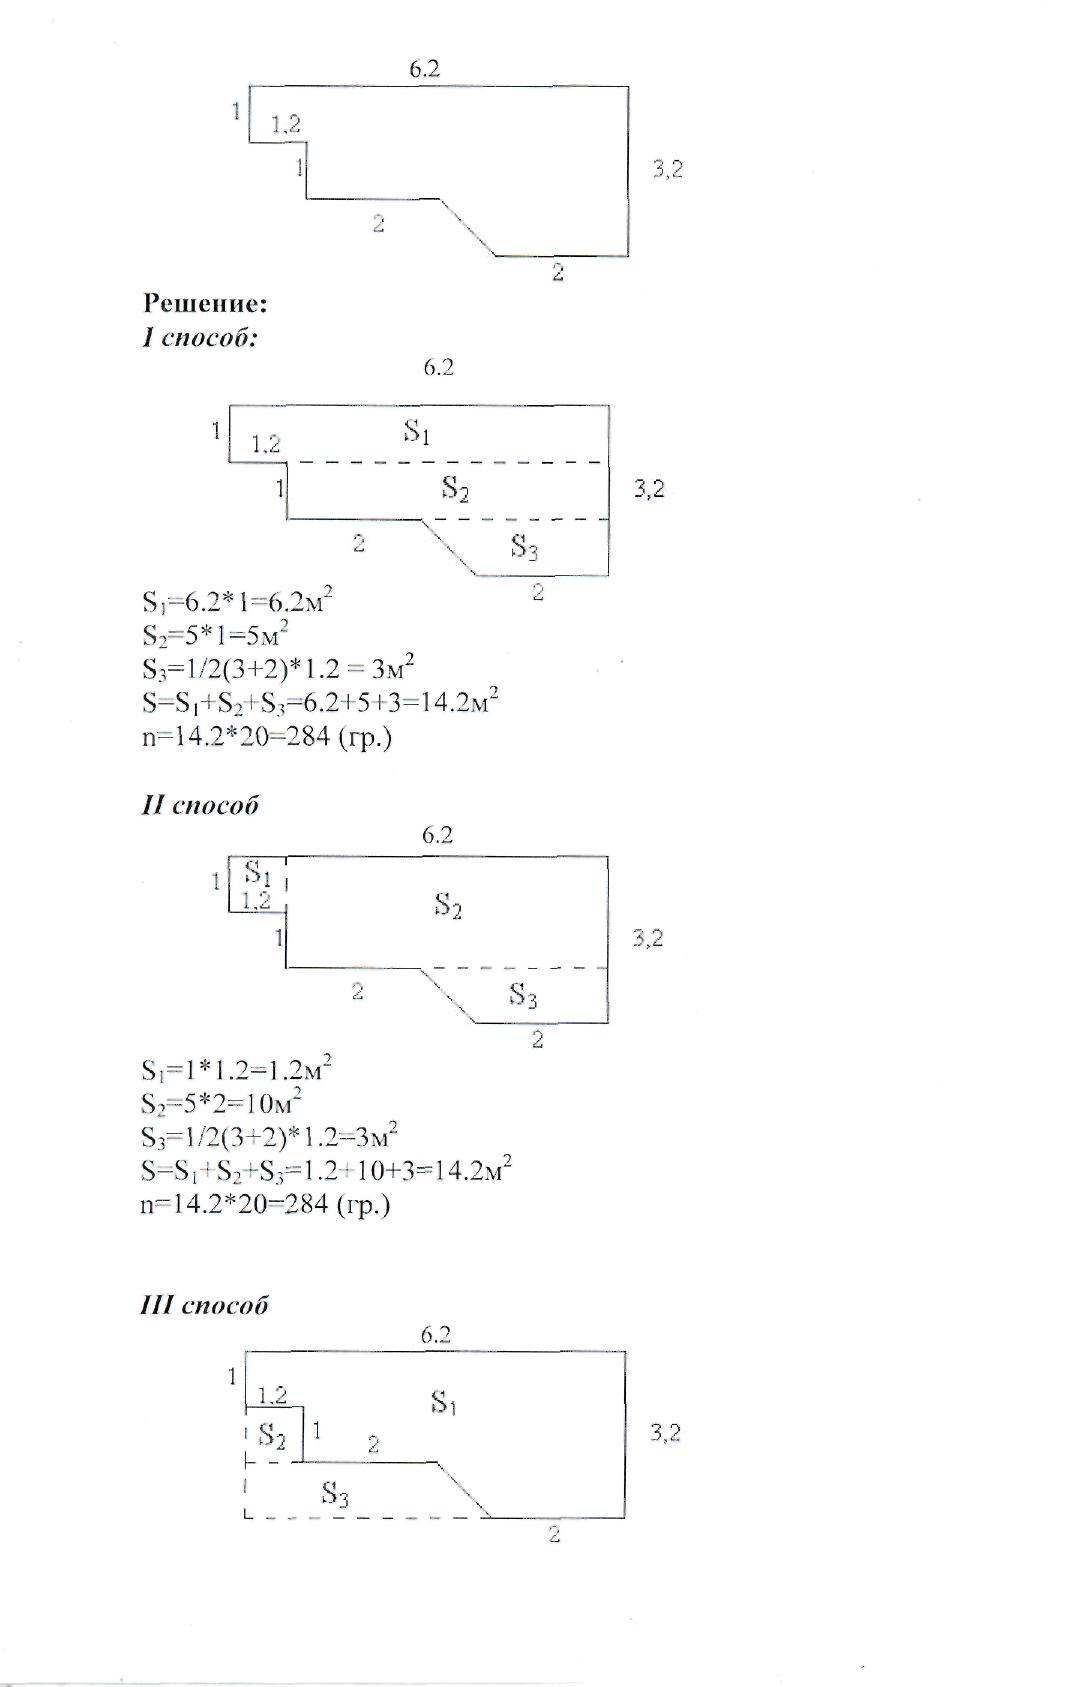 6.2
1
1,2
1
3,2
2
2
Решение:
I способ:
6.2
1
S₁
1,2
1
S₂
3,2
2
S₃
2
S₁=6.2*1=6.2м²
S₂=5*1=5м²
S₃=1/2(3+2)*1.2 = 3м²
S=S₁+S₂+S₃=6.2+5+3=14.2м²
n=14.2*20=284 (гр.)
II способ
6.2
1
S₁
1,2
S₂
1
3,2
2
S₃
2
S₁=1*1.2=1.2м²
S₂=5*2=10м²
S₃=1/2(3+2)*1.2=3м²
S=S₁+S₂+S₃=1.2+10+3=14.2м²
n=14.2*20=284 (гр.)
III способ
6.2
1
1,2
S₁
S₂
1
2
3,2
S₃
2